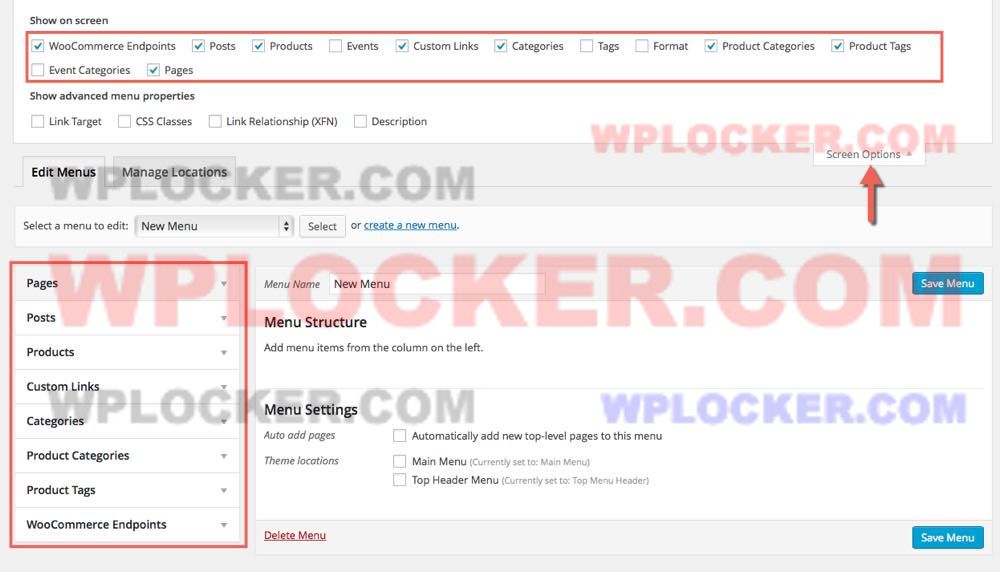 Show on screen
WooCommerce Endpoints Posts Products Events Custom Links Categories Tags Format Product Categories Product Tags
Event Categories Pages
Show advanced menu properties
Link Target CSS Classes Link Relationship (XFN) Description
WPLOCKER.COM
Screen Options
Edit Menus Manage Locations
WPLOCKER.COM
Select a menu to edit: New Menu Select or create a new menu.
WPLOCKER.COM
Pages
Posts
Products
Custom Links
Categories
Product Categories
Product Tags
WooCommerce Endpoints
Menu Name New Menu Save Menu
Menu Structure
Add menu items from the column on the left.
WPLOCKER.COM
WPLOCKER.COM
Menu Settings
Auto add pages Automatically add new top-level pages to this menu
Theme locations Main Menu (Currently set to: Main Menu)
Top Header Menu (Currently set to: Top Menu Header)
Delete Menu Save Menu